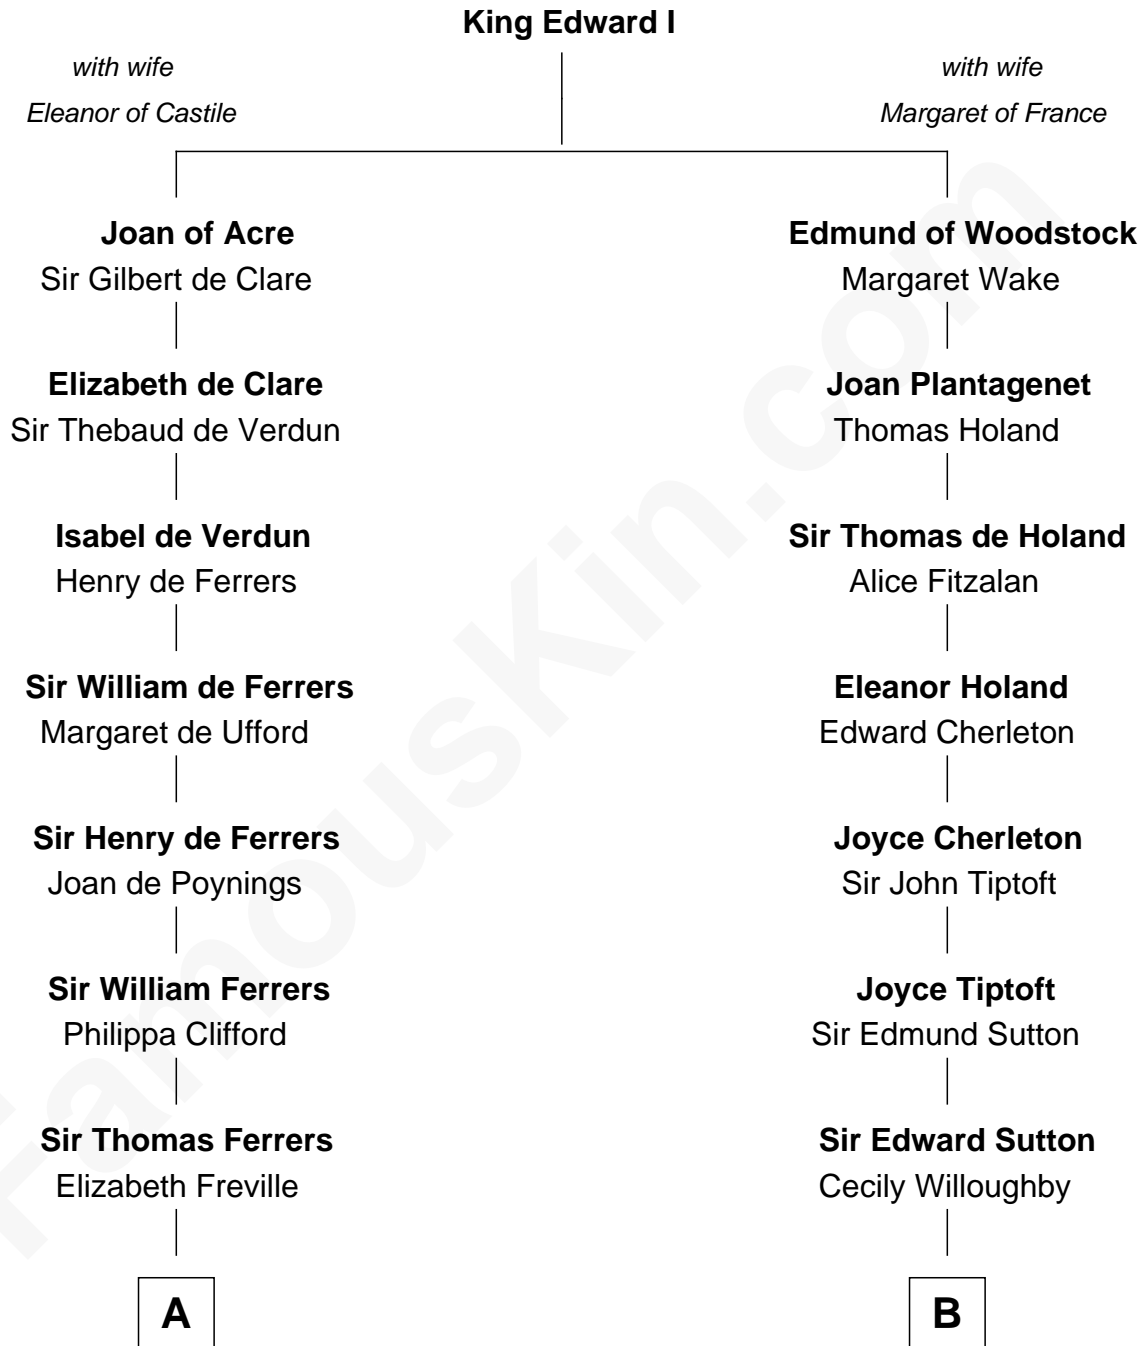 King Edward I
with wife
Eleanor of Castile
with wife
Margaret of France
Joan of Acre
Sir Gilbert de Clare
Edmund of Woodstock
Margaret Wake
Elizabeth de Clare
Sir Thebaud de Verdun
Joan Plantagenet
Thomas Holand
Isabel de Verdun
Henry de Ferrers
Sir Thomas de Holand
Alice Fitzalan
Sir William de Ferrers
Margaret de Ufford
Eleanor Holand
Edward Cherleton
Sir Henry de Ferrers
Joan de Poynings
Joyce Cherleton
Sir John Tiptoft
Sir William Ferrers
Philippa Clifford
Joyce Tiptoft
Sir Edmund Sutton
Sir Thomas Ferrers
Elizabeth Freville
Sir Edward Sutton
Cecily Willoughby
A
B
FamousKin.com